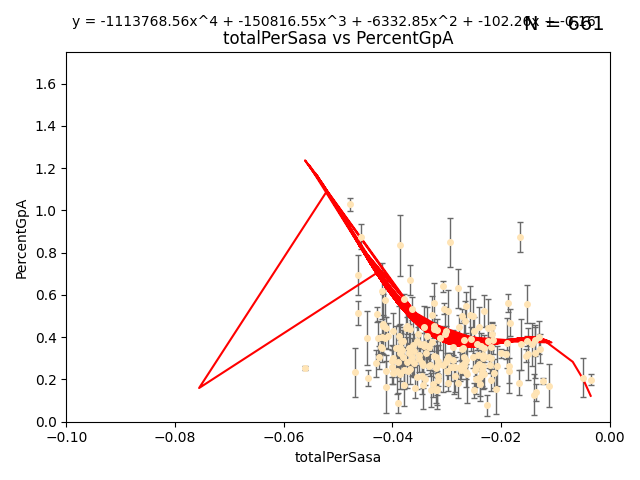 y = -1113768.56x^4 + -150816.55x^3 + -6332.85x^2 + -102.26x + -0.16
N = 661
totalPerSasa vs PercentGpA
1.6
1.4
1.2
1.0
0.8
0.6
0.4
0.2
0.0
PercentGpA
−0.10 −0.08 −0.06 −0.04 −0.02 0.00
totalPerSasa